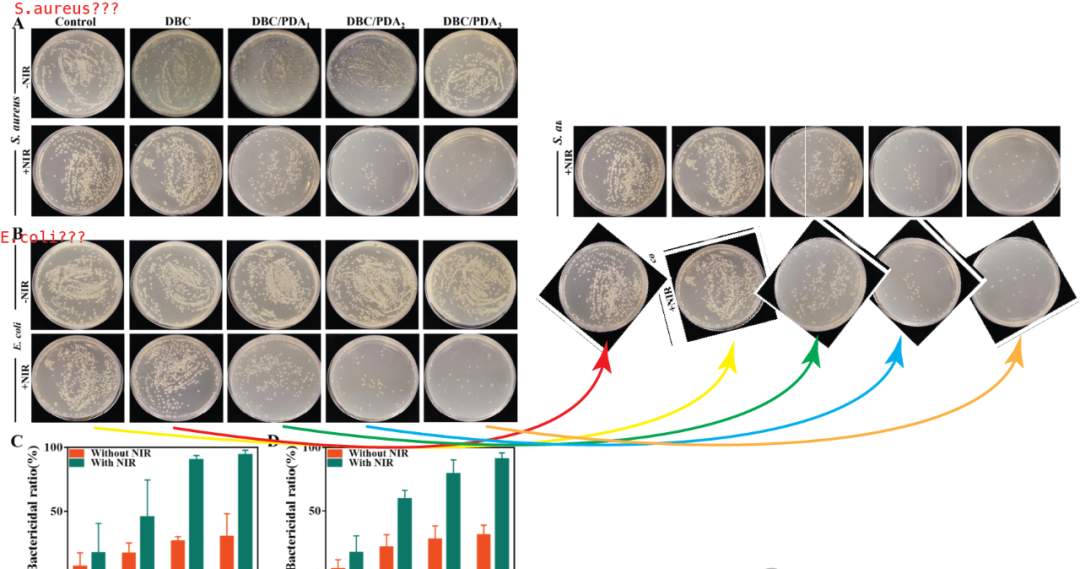 S.aureus???
A
Control DBC DBC/PDA1 DBC/PDA2 DBC/PDA3
-NIR
S. aureus
+NIR
S. au
+NIR
E.coli???
B
-NIR
E. coli
+NIR
co
+NIR
C
Bactericidal ratio(%)
100
50
Without NIR
With NIR
D
Bactericidal ratio(%)
100
50
Without NIR
With NIR